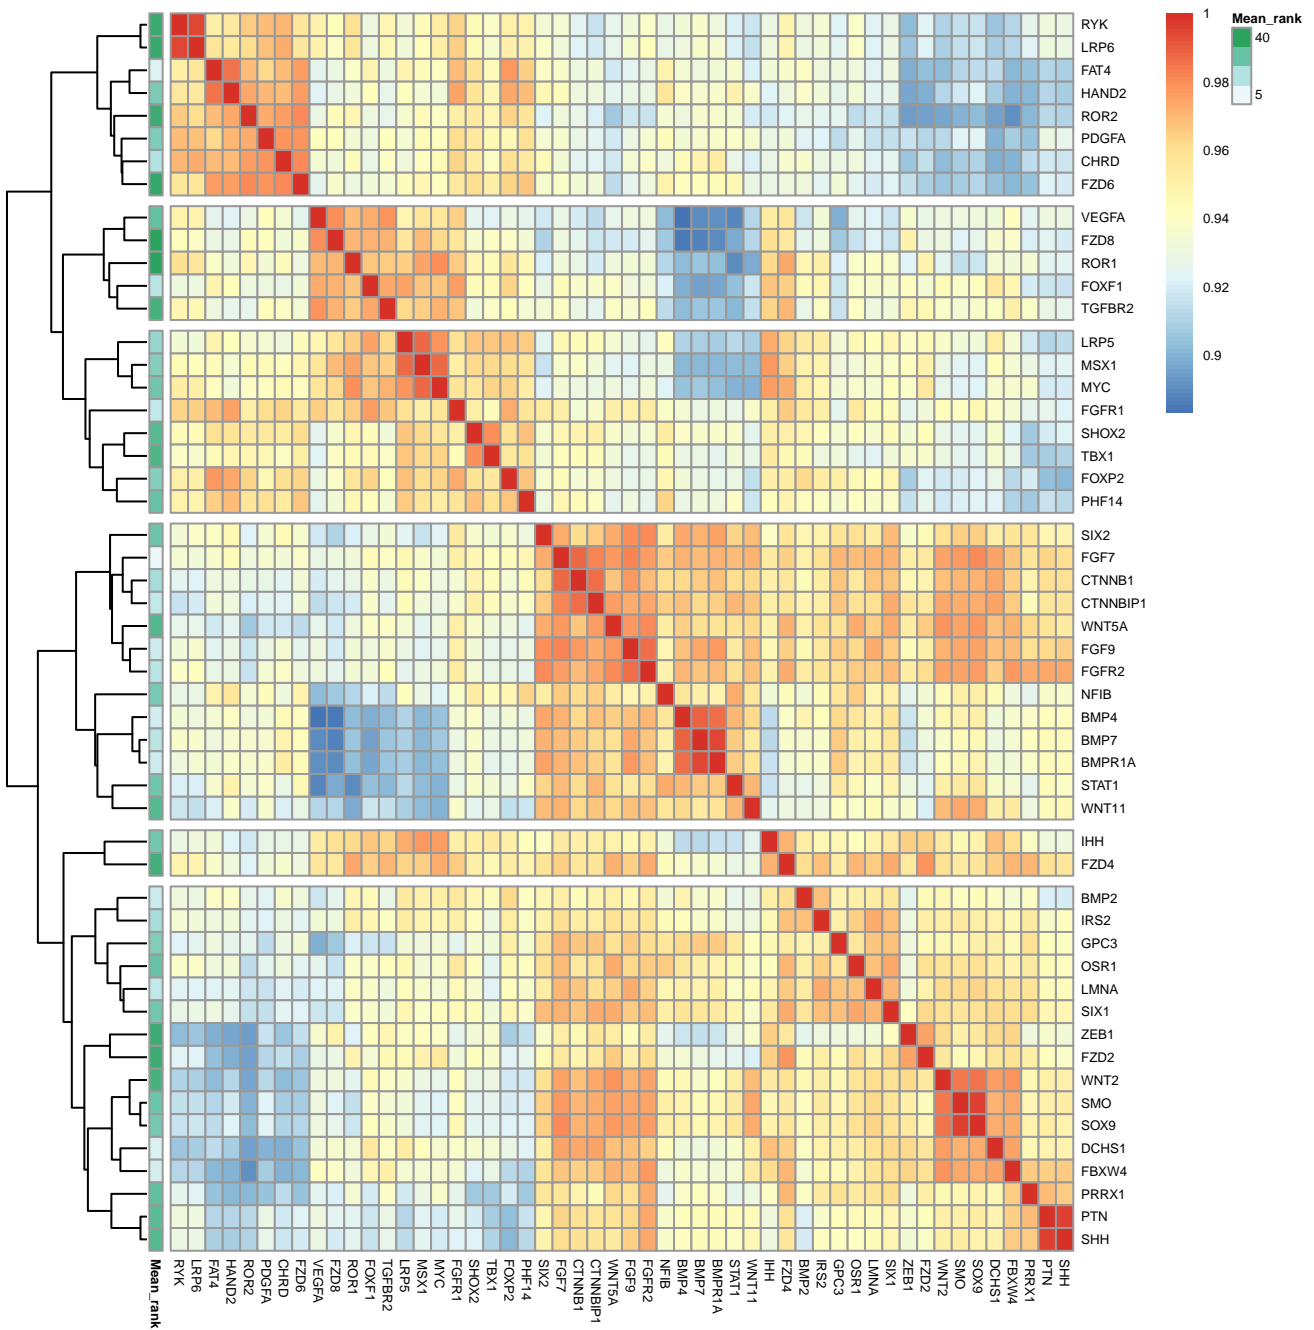 1
0.98
0.96
0.94
0.92
0.9
Mean_rank
40
5
RYK
LRP6
FAT4
HAND2
ROR2
PDGFA
CHRD
FZD6
VEGFA
FZD8
ROR1
FOXF1
TGFBR2
LRP5
MSX1
MYC
FGFR1
SHOX2
TBX1
FOXP2
PHF14
SIX2
FGF7
CTNNB1
CTNNBIP1
WNT5A
FGF9
FGFR2
NFIB
BMP4
BMP7
BMPR1A
STAT1
WNT11
IHH
FZD4
BMP2
IRS2
GPC3
OSR1
LMNA
SIX1
ZEB1
FZD2
WNT2
SMO
SOX9
DCHS1
FBXW4
PRRX1
PTN
SHH
Mean_rank
RYK
LRP6
FAT4
HAND2
ROR2
PDGFA
CHRD
FZD6
VEGFA
FZD8
ROR1
FOXF1
TGFBR2
LRP5
MSX1
MYC
FGFR1
SHOX2
TBX1
FOXP2
PHF14
SIX2
FGF7
CTNNB1
CTNNBIP1
WNT5A
FGF9
FGFR2
NFIB
BMP4
BMP7
BMPR1A
STAT1
WNT11
IHH
FZD4
BMP2
IRS2
GPC3
OSR1
LMNA
SIX1
ZEB1
FZD2
WNT2
SMO
SOX9
DCHS1
FBXW4
PRRX1
PTN
SHH